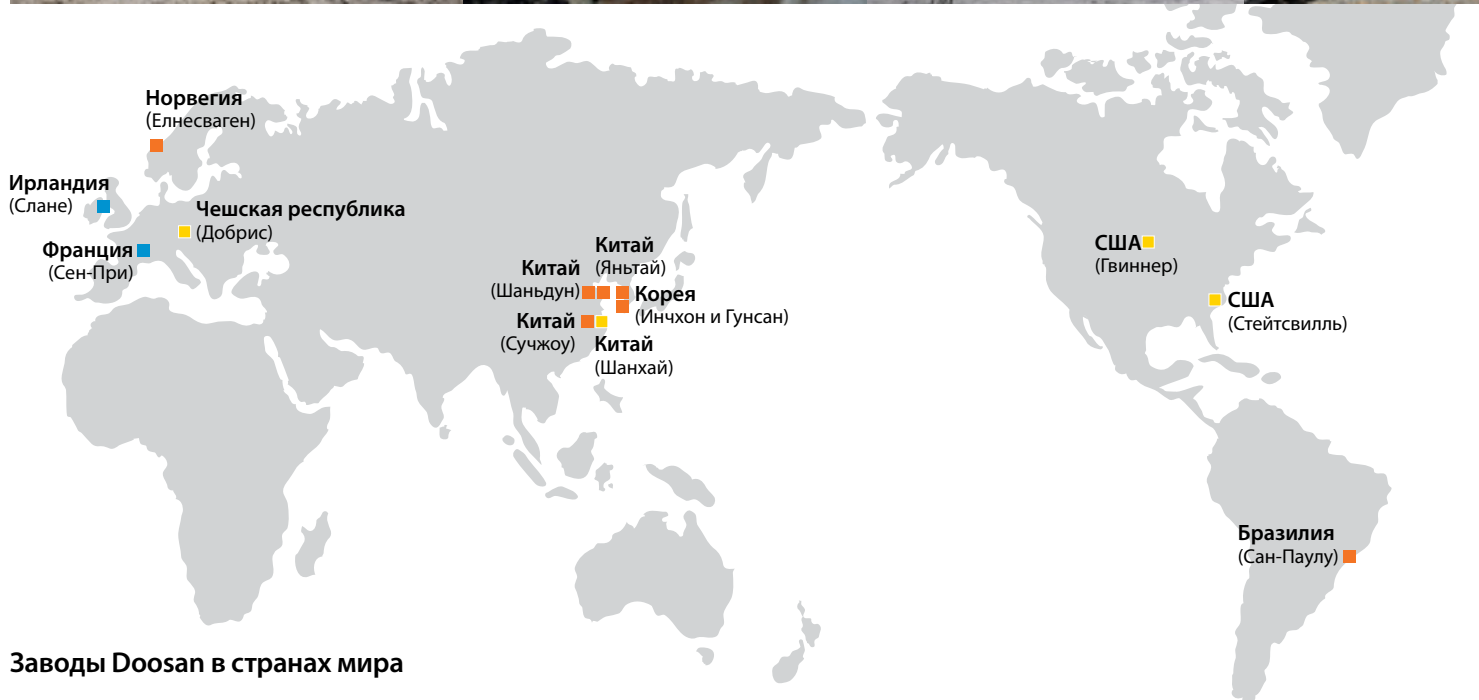 Норвегия
(Елнесваген)
Ирландия
(Слане)
Чешская республика
(Добрис)
Франция
(Сен-При)
Китай
(Яньтай)
Китай
(Шаньдун)
Корея
(Инчхон и Гунсан)
Китай
(Сучжоу)
Китай
(Шанхай)
США
(Гвиннер)
США
(Стейтсвилль)
Бразилия
(Сан-Паулу)
Заводы Doosan в странах мира